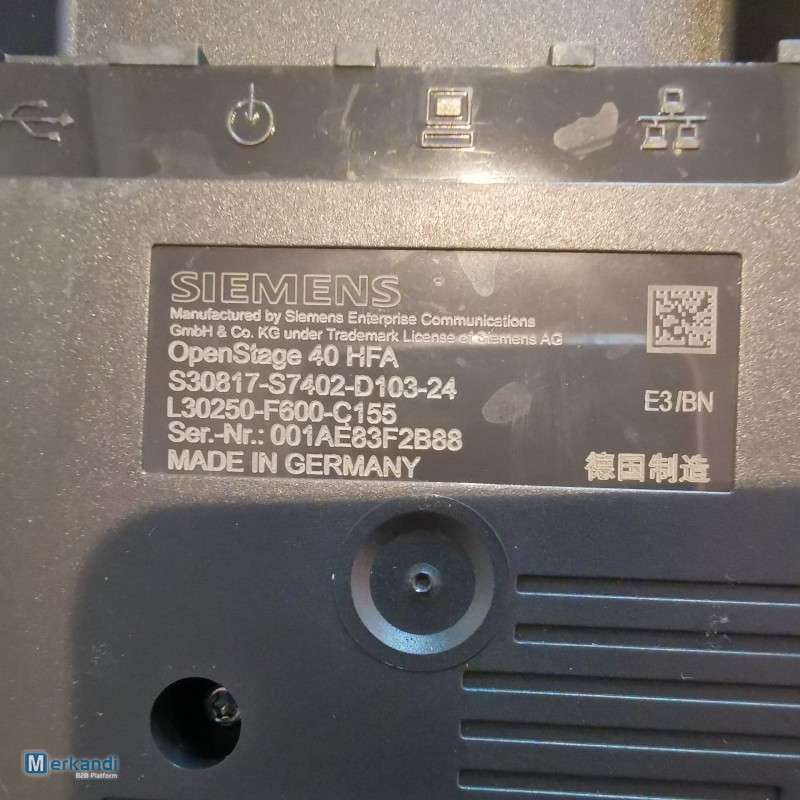 SIEMENS
Manufactured by Siemens Enterprise Communications
GmbH & Co. KG under Trademark License of Siemens AG
OpenStage 40 HFA
S30817-S7402-D103-24
L30250-F600-C155
E3/BN
Ser.-Nr.: 001AE83F2B88
MADE IN GERMANY
德国制造
Merkandi
B2B-Platform